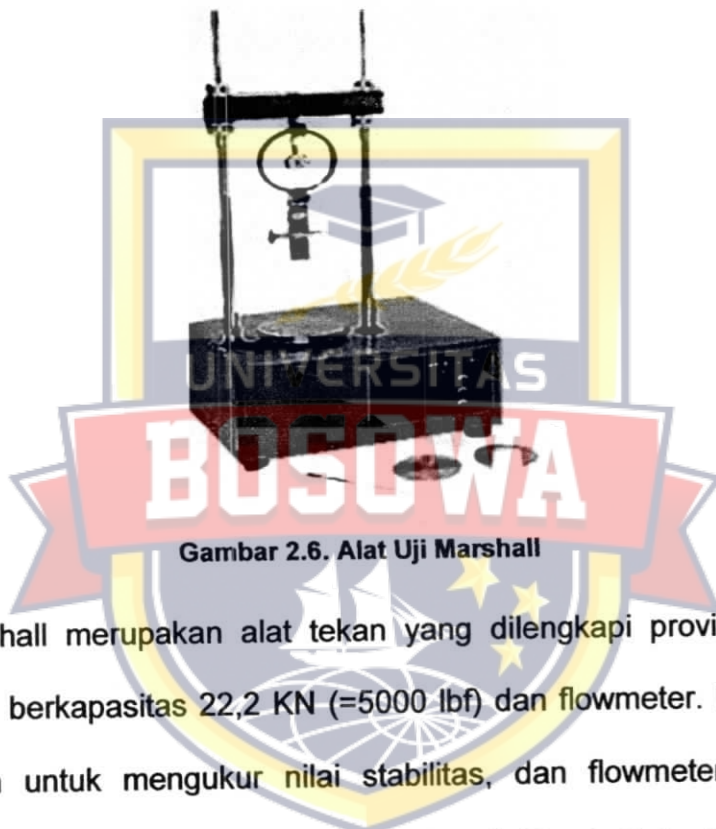 UNIVERSITAS
BOSOWA
Gambar 2.6. Alat Uji Marshall
hall merupakan alat tekan yang dilengkapi provi
berkapasitas 22,2 KN (=5000 lbf) dan flowmeter.
untuk mengukur nilai stabilitas, dan flowmeter